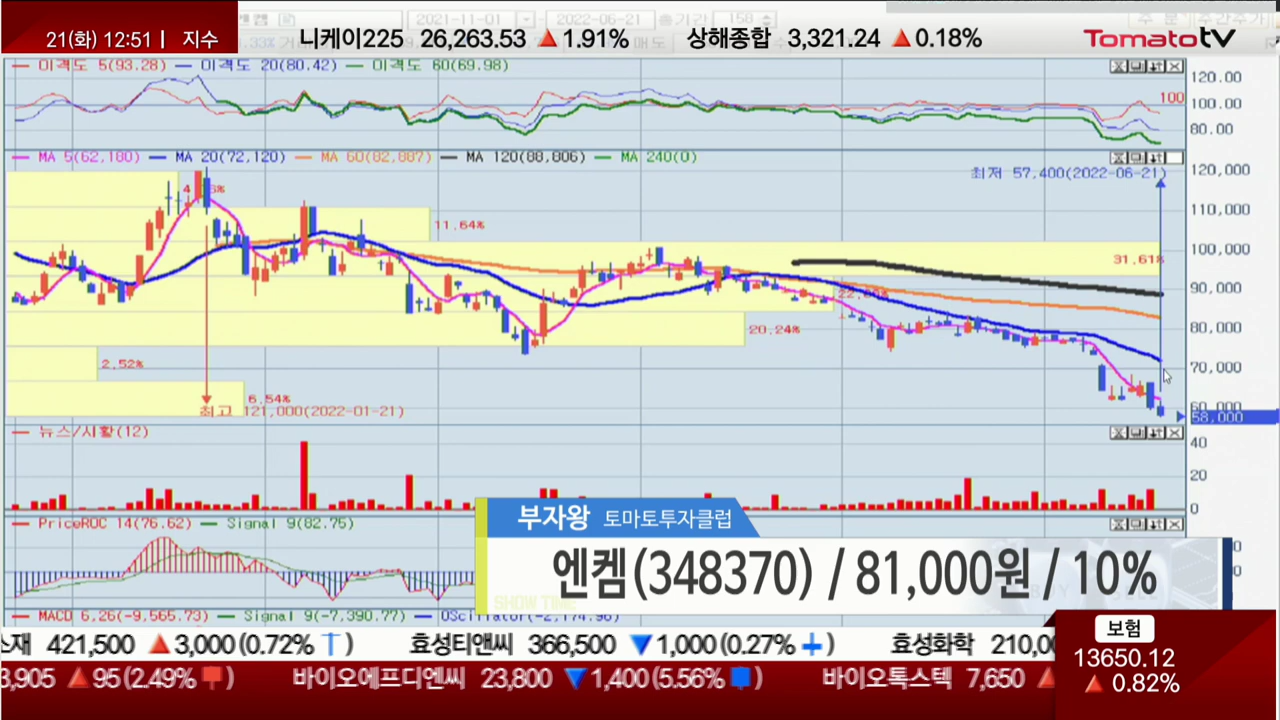 2021-11-01 2022-06-21 158
21(화) 12:51 | 지수 니케이225 26,263.53 ▲1.91% 상해종합 3,321.24 ▲0.18% TomatotV
이격도 5(93.28) 이격도 20(80.42) 이격도 60(69.98)
120.00
100 100.00
80.00
MA 5(62,180) MA 20(72,120) MA 60(82,887) MA 120(88,806) MA 240(0)
최저 57,400(2022-06-21) 120,000
110,000
11.64%
100,000
31.61%
90,000
80,000
20.24%
70,000
2.52%
6.54% 60,000
최고 121,000(2022-01-21) 58,000
뉴스/시황(12)
40
20
0
부자왕 토마토투자클럽
PriceROC 14(76.62) Signal 9(82.75)
엔켐(348370) / 81,000원 / 10%
SHOW TIME
MACD 6,26(-9,565.73) Signal 9(-7,390.77) OScillator(-2,174.96)
소재 421,500 ▲3,000(0.72%↑) 효성티앤씨 366,500 ▼1,000(0.27%) 효성화학 210,00
보험
13650.12
▲ 0.82%
3,905 ▲95(2.49%) 바이오에프디엔씨 23,800 ▼1,400(5.56%) 바이오톡스텍 7,650 ▲